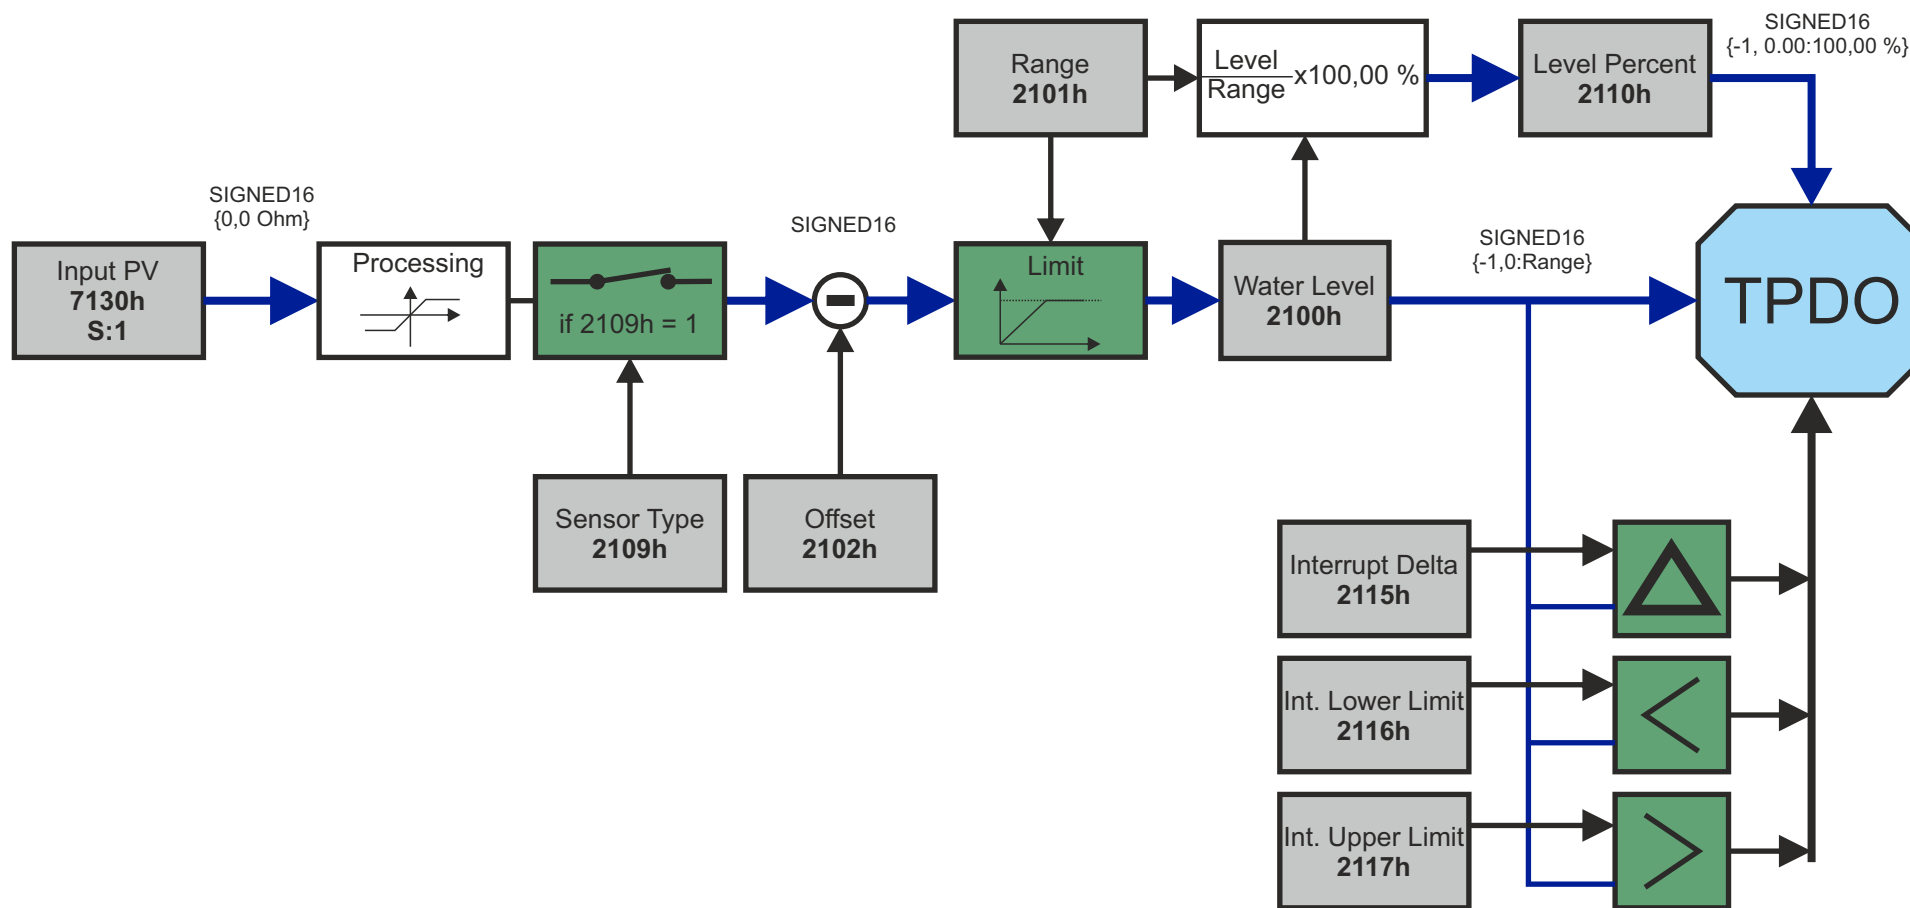 SIGNED16
{-1, 0.00:100,00 %}
Range
2101h
Level
Range
x100,00 %
Level Percent
2110h
SIGNED16
{0,0 Ohm}
SIGNED16
SIGNED16
{-1,0:Range}
Input PV
7130h
S:1
Processing
if 2109h = 1
Limit
Water Level
2100h
TPDO
Sensor Type
2109h
Offset
2102h
Interrupt Delta
2115h
Int. Lower Limit
2116h
Int. Upper Limit
2117h